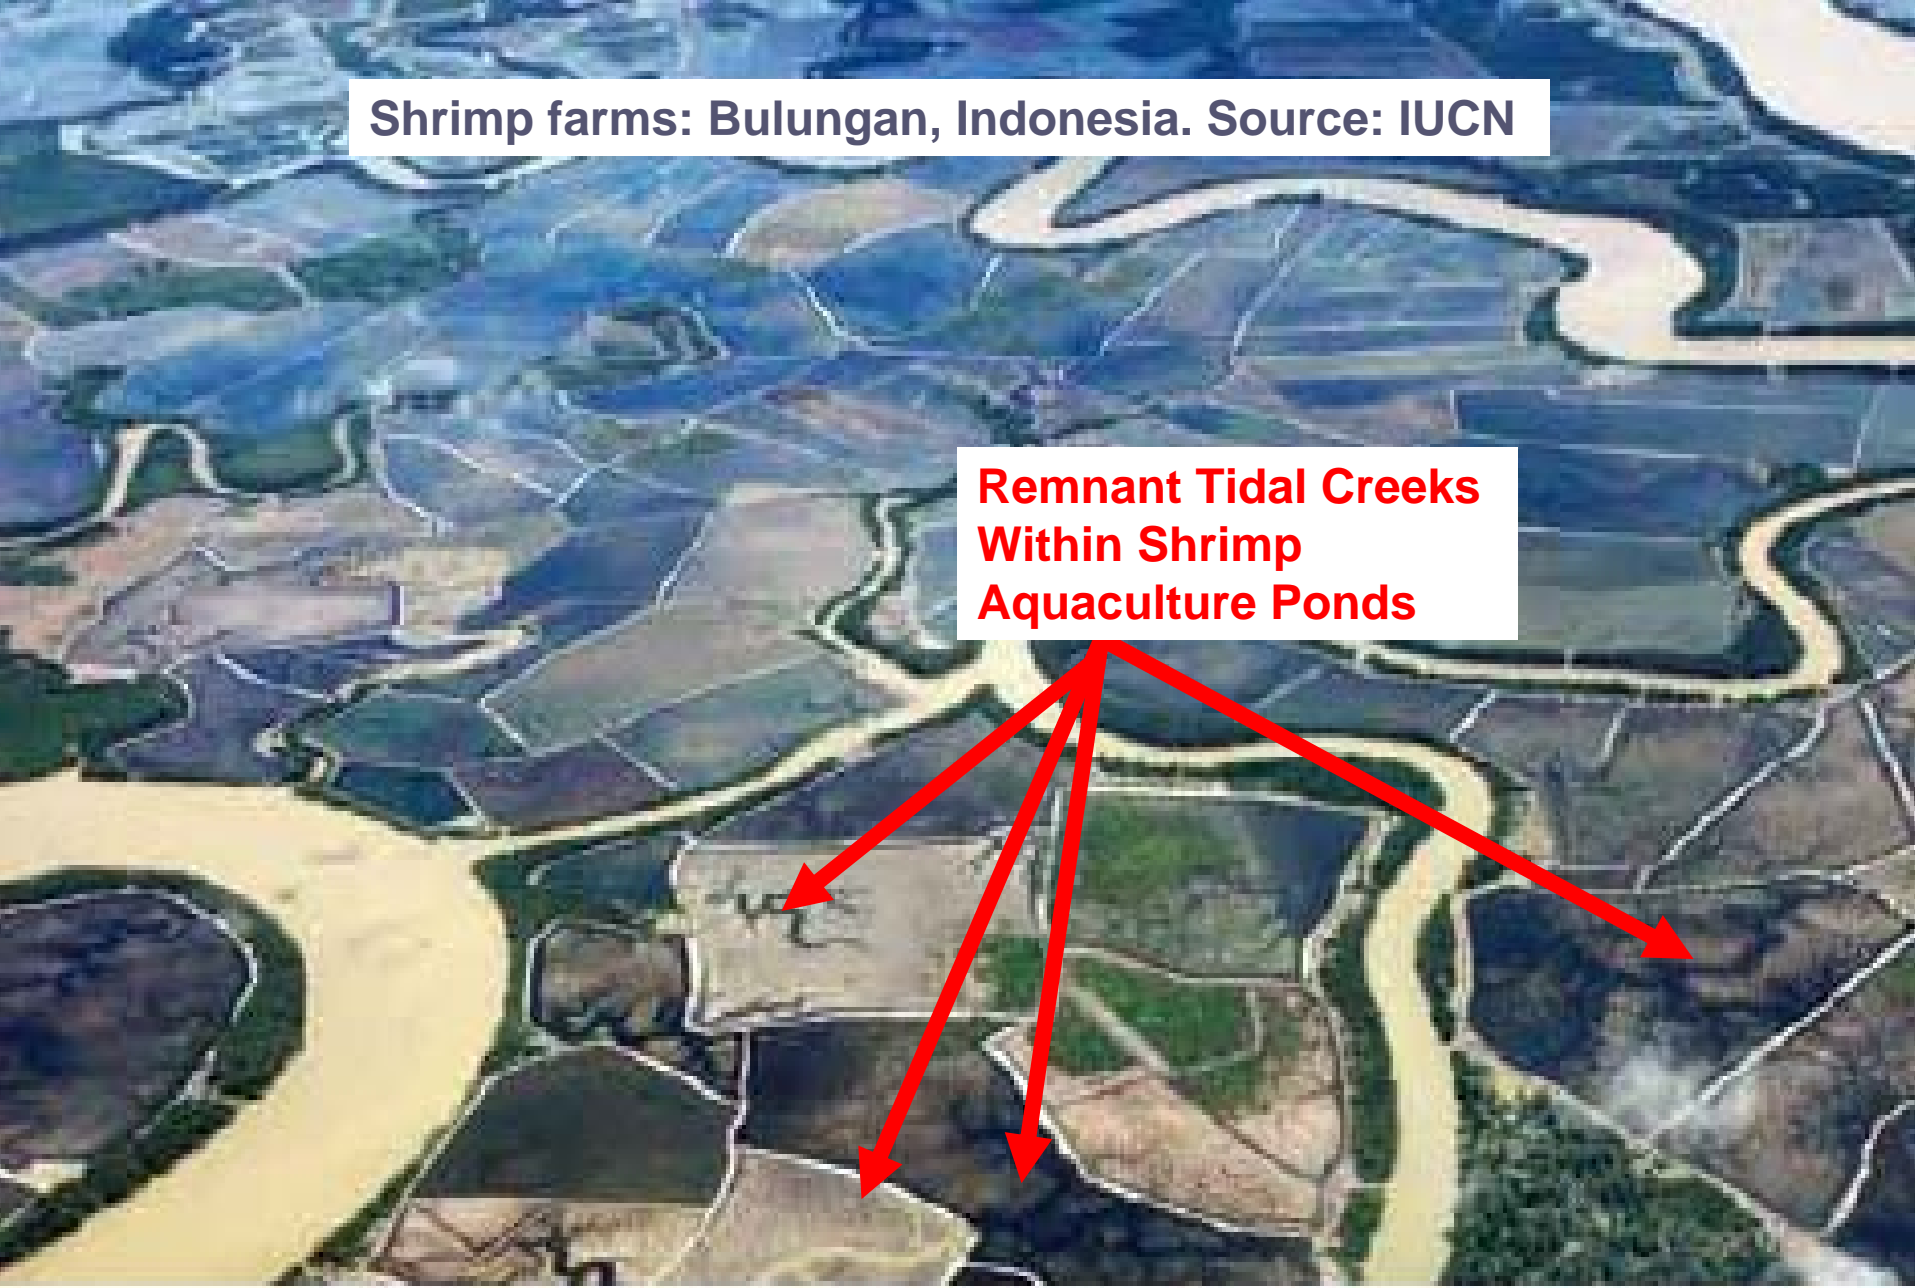 Shrimp farms: Bulungan, Indonesia. Source: IUCN
Remnant Tidal Creeks
Within Shrimp
Aquaculture Ponds